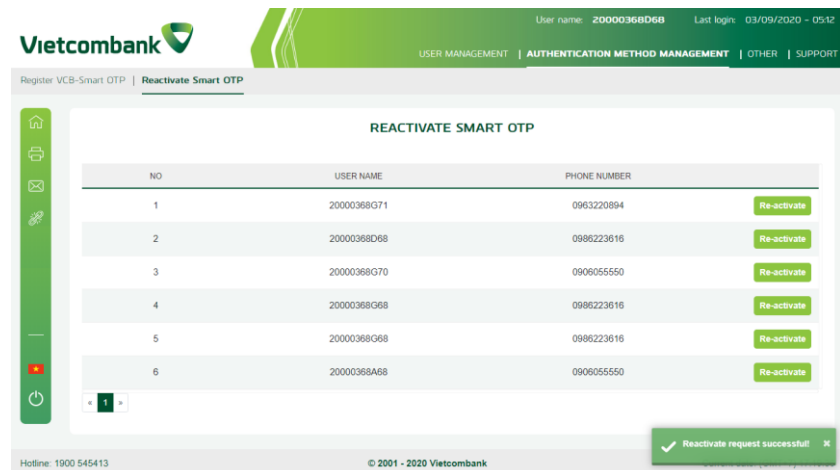 User name: 20000368D68 Last login: 03/09/2020 - 05:12
Vietcombank
USER MANAGEMENT | AUTHENTICATION METHOD MANAGEMENT | OTHER | SUPPORT
Register VCB-Smart OTP | Reactivate Smart OTP
REACTIVATE SMART OTP
NO USER NAME PHONE NUMBER
1 20000368G71 0963220894 Re-activate
2 20000368D68 0986223616 Re-activate
3 20000368G70 0906055550 Re-activate
4 20000368G68 0986223616 Re-activate
5 20000368G68 0986223616 Re-activate
6 20000368A68 0906055550 Re-activate
« 1 »
Reactivate request successful! ×
Hotline: 1900 545413 © 2001 - 2020 Vietcombank